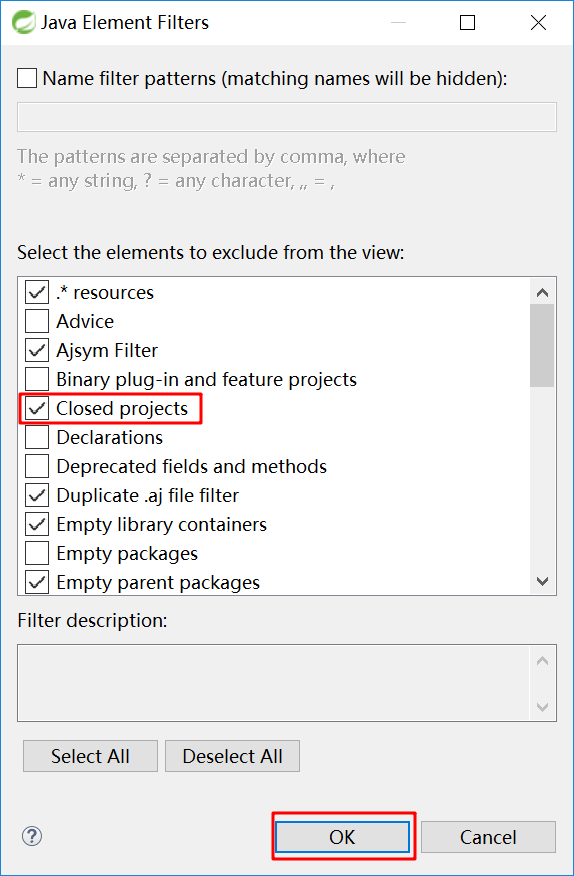 Java Element Filters
Name filter patterns (matching names will be hidden):
The patterns are separated by comma, where
* = any string, ? = any character, ,, = ,
Select the elements to exclude from the view:
.* resources
Advice
Ajsym Filter
Binary plug-in and feature projects
Closed projects
Declarations
Deprecated fields and methods
Duplicate .aj file filter
Empty library containers
Empty packages
Empty parent packages
Filter description:
Select All
Deselect All
OK
Cancel